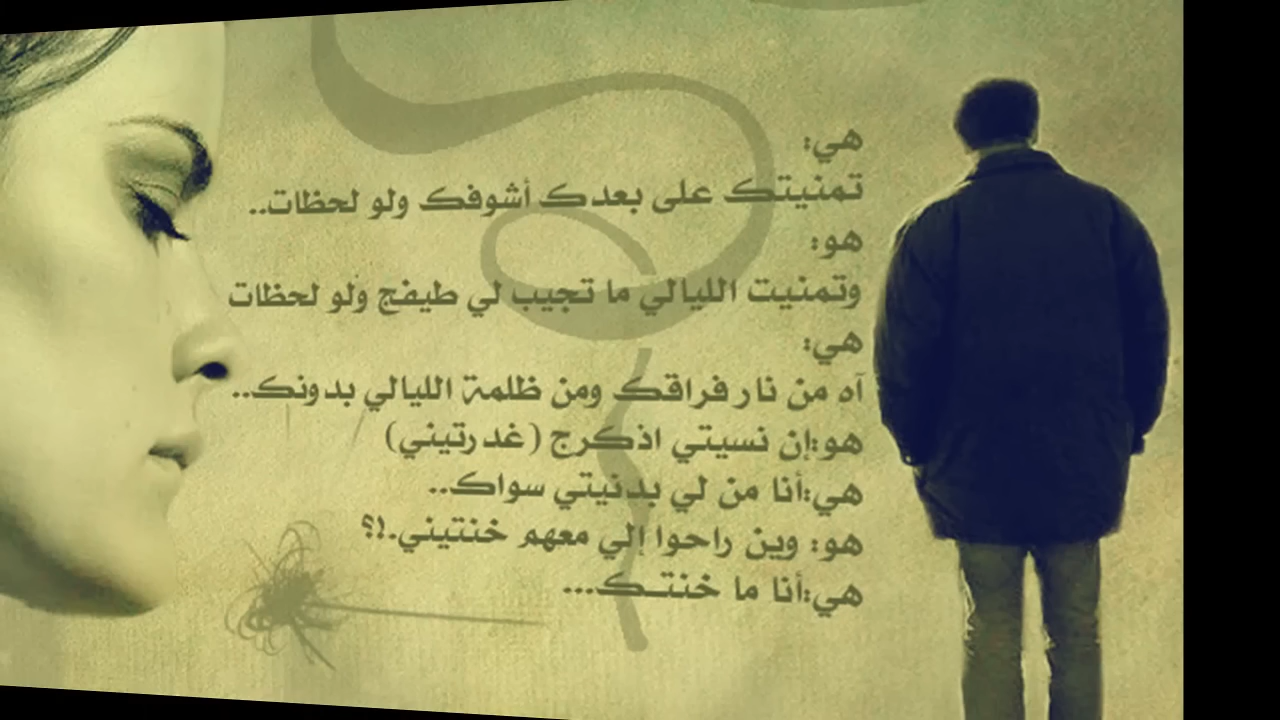 هي:
تمنيتك على بعدك أشوفك ولو لحظات..
هو:
وتمنيت الليالي ما تجيب لي طيفج ولو لحظات
هي:
آه من نار فراقك ومن ظلمة الليالي بدونك..
هو:إن نسيتي اذكرج (غدرتيني)
هي:أنا من لي بدنيتي سواك..
هو: وين راحوا إلي معهم خنتيني.!؟
هي:أنا ما خنتـك...